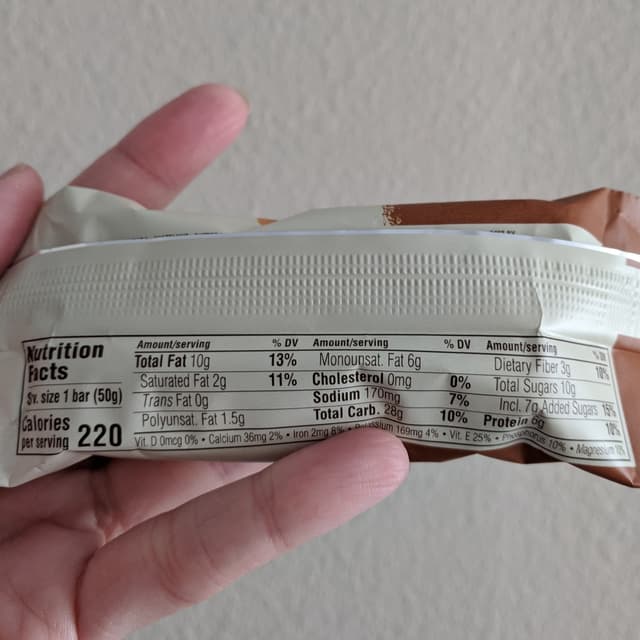 Nutrition
Facts
Srv. size 1 bar (50g)
Calories
per serving 220
Amount/serving % DV
Total Fat 10g 13%
Saturated Fat 2g 11%
Trans Fat 0g
Polyunsat. Fat 1.5g
Amount/serving % DV
Monounsat. Fat 6g
Cholesterol 0mg 0%
Sodium 170mg 7%
Total Carb. 28g 10%
Amount/serving % DV
Dietary Fiber 3g 10%
Total Sugars 10g
Incl. 7g Added Sugars 15%
Protein 6g 10%
Vit. D 0mcg 0% • Calcium 36mg 2% • Iron 2mg 8% • Potassium 169mg 4% • Vit. E 25% • Phosphorus 10% • Magnesium 10%